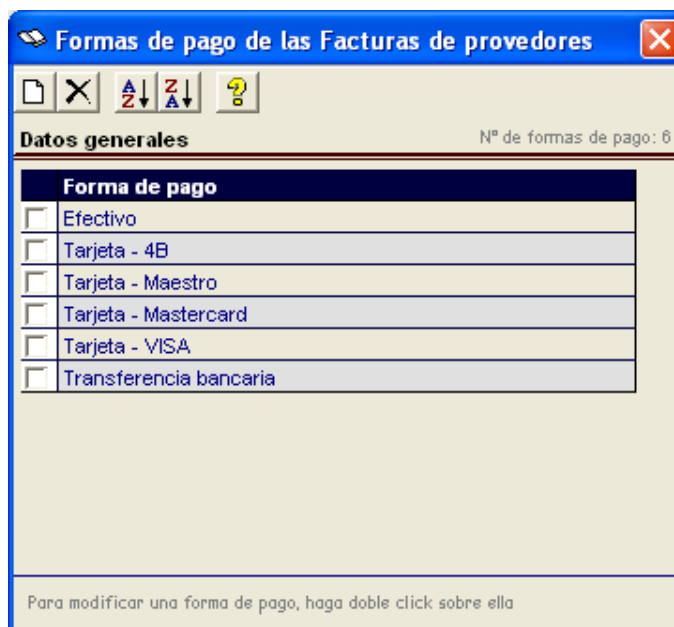 Formas de pago de las Facturas de provedores
Datos generales
Nº de formas de pago: 6
Forma de pago
Efectivo
Tarjeta - 4B
Tarjeta - Maestro
Tarjeta - Mastercard
Tarjeta - VISA
Transferencia bancaria
Para modificar una forma de pago, haga doble click sobre ella